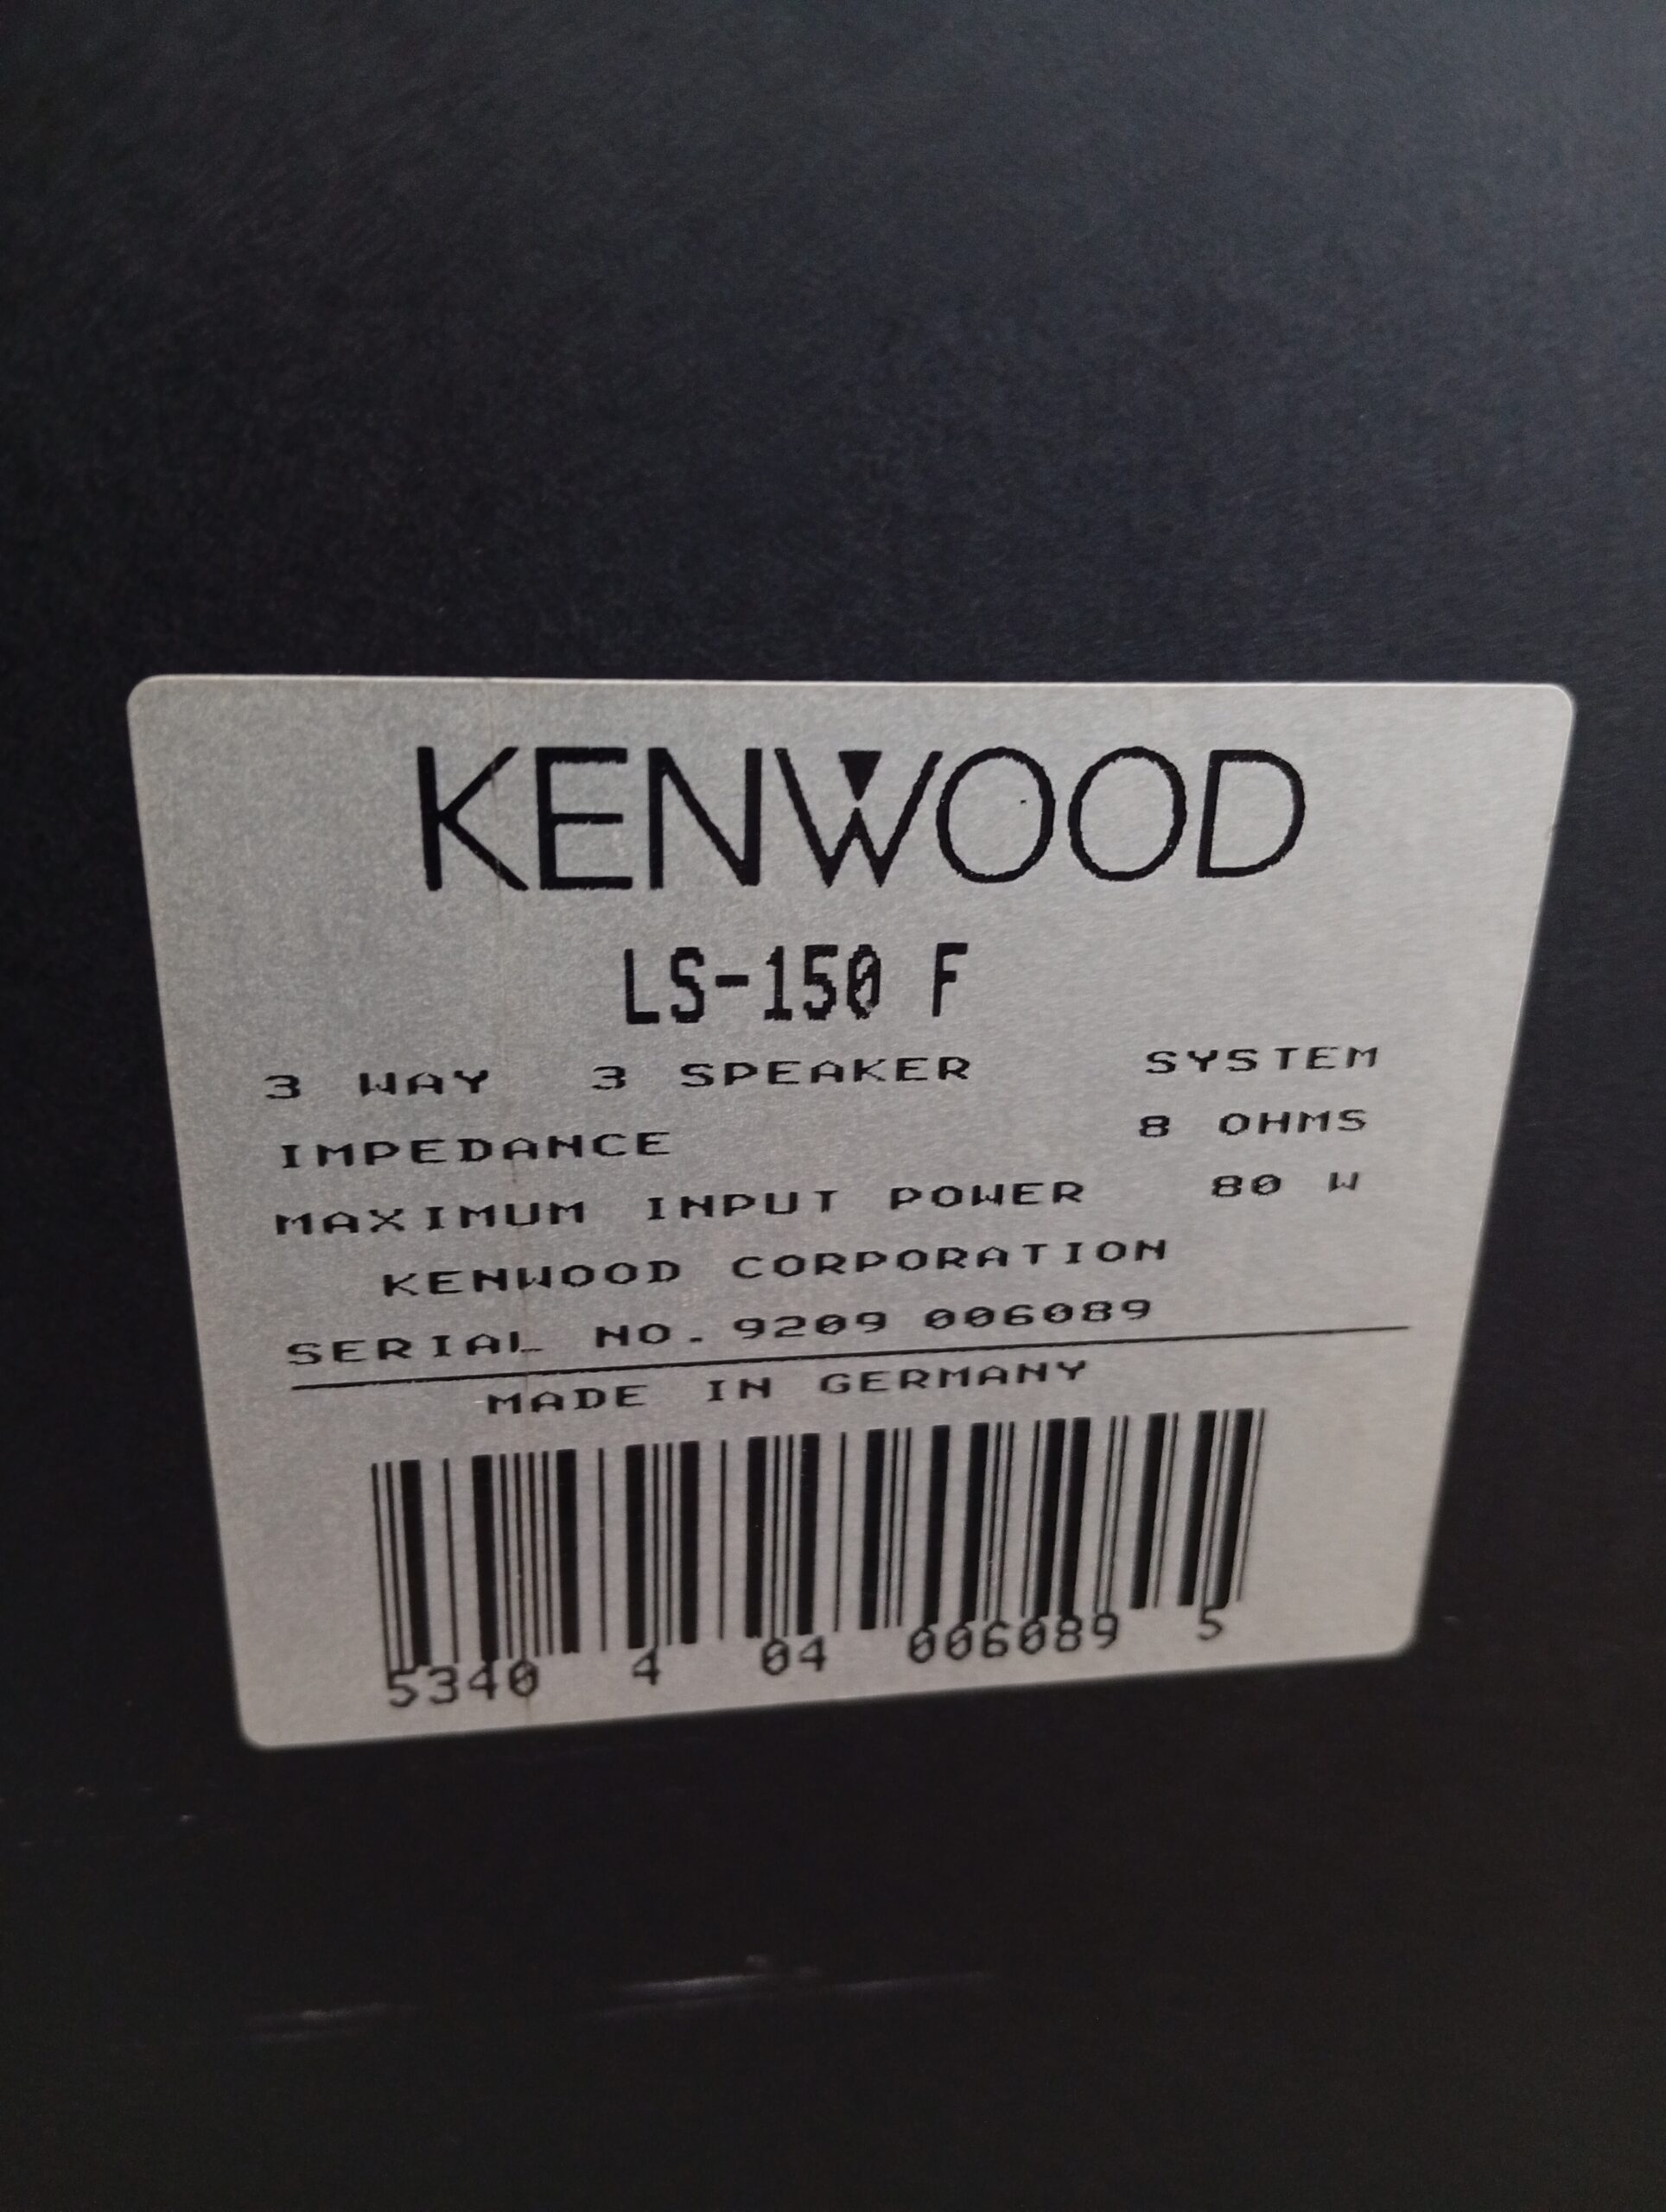 KENWOOD
LS-150 F
3 WAY 3 SPEAKER SYSTEM
IMPEDANCE 8 OHMS
MAXIMUM INPUT POWER 80 W
KENWOOD CORPORATION
SERIAL NO. 9209 006089
MADE IN GERMANY
5340 4 04 006089 5